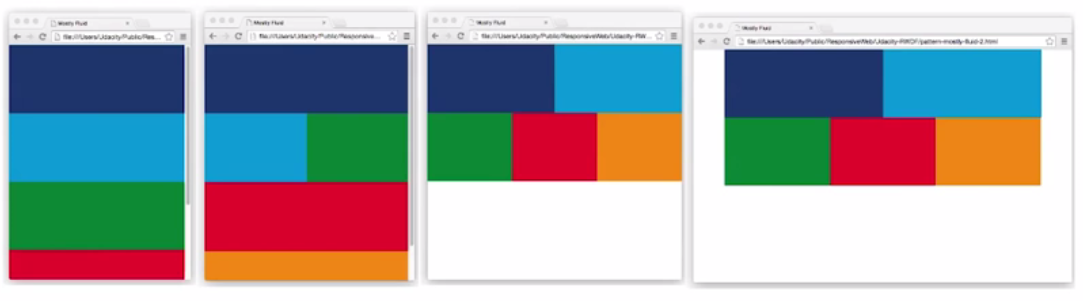 Mostly Fluid
file:///Users/Udacity/Public/Res...
Mostly Fluid
file:///Users/Udacity/Public/Responsive...
Mostly Fluid
file:///Users/Udacity/Public/ResponsiveWeb/Udacity-RW...
Mostly Fluid
file:///Users/Udacity/Public/ResponsiveWeb/Udacity-RWDF/pattern-mostly-fluid-2.html